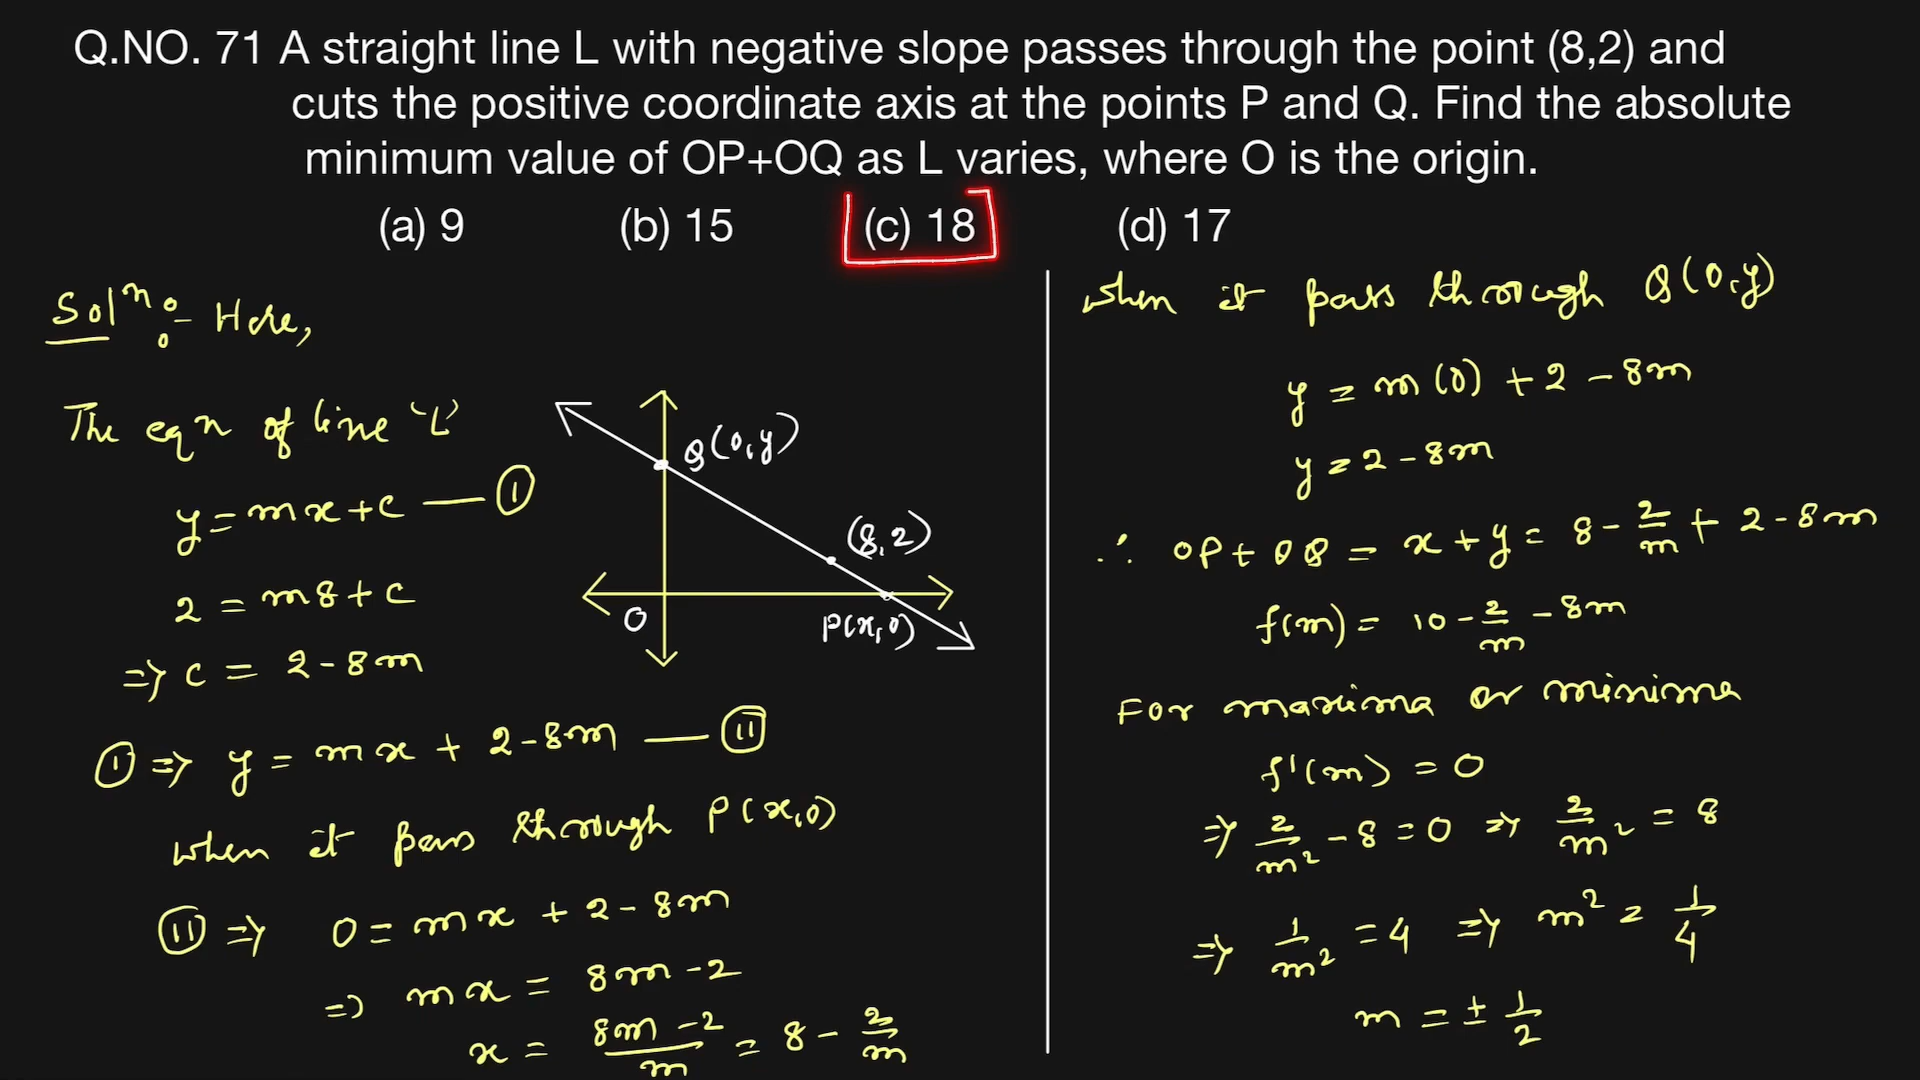 Q.NO. 71 A straight line L with negative slope passes through the point (8,2) and
cuts the positive coordinate axis at the points P and Q. Find the absolute
minimum value of OP+OQ as L varies, where O is the origin.
(a) 9 (b) 15 (c) 18 (d) 17
Solⁿ:- Here,
The eqn of line 'L'
y = mx + c — (I)
2 = m8 + c
⇒ c = 2 - 8m
(I) ⇒ y = mx + 2 - 8m — (II)
when it pass through P(x,0)
(II) ⇒ 0 = mx + 2 - 8m
⇒ mx = 8m - 2
x = (8m - 2)/m = 8 - 2/m
Q(0,y)
(8,2)
O
P(x,0)
when it pass through Q(0,y)
y = m(0) + 2 - 8m
y = 2 - 8m
∴ OP + OQ = x + y = 8 - 2/m + 2 - 8m
f(m) = 10 - 2/m - 8m
For maxima or minima
f'(m) = 0
⇒ 2/m² - 8 = 0 ⇒ 2/m² = 8
⇒ 1/m² = 4 ⇒ m² = 1/4
m = ± 1/2